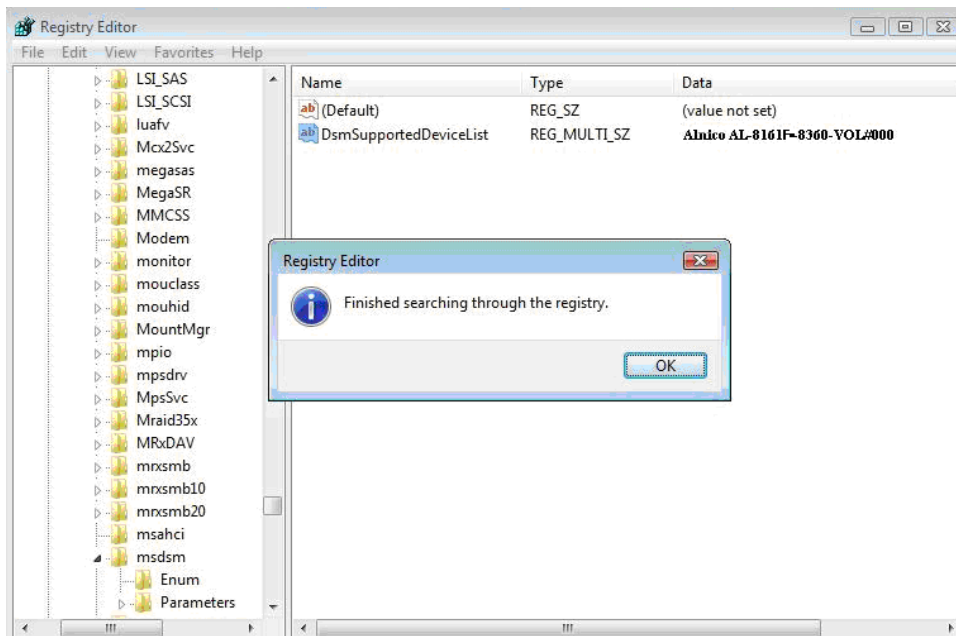 Registry Editor
File Edit View Favorites Help
LSI_SAS
LSI_SCSI
luafv
Mcx2Svc
megasas
MegaSR
MMCSS
Modem
monitor
mouclass
mouhid
MountMgr
mpio
mpsdrv
MpsSvc
Mraid35x
MRxDAV
mrxsmb
mrxsmb10
mrxsmb20
msahci
msdsm
Enum
Parameters
Name Type Data
(Default) REG_SZ (value not set)
DsmSupportedDeviceList REG_MULTI_SZ Alnico AL-8161F=-8360-VOL#000
Registry Editor
Finished searching through the registry.
OK